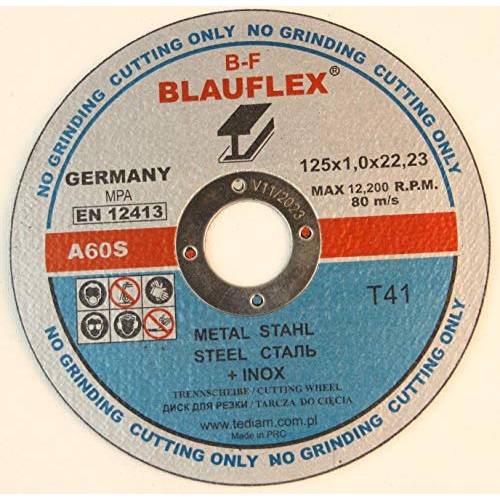 NO GRINDING CUTTING ONLY NO GRINDING CUTTING ONLY NO GRINDING CUTTING ONLY NO GRINDING CUTTING ONLY
B-F
BLAUFLEX®
GERMANY
MPA
EN 12413
125x1,0x22,23
MAX 12,200 R.P.M.
80 m/s
V11/2023
A60S
T41
METAL STAHL
STEEL СТАЛЬ
+ INOX
TRENNSCHEIBE / CUTTING WHEEL
ДИСК ДЛЯ РЕЗКИ / TARCZA DO CIĘCIA
www.tediam.com.pl
Made in PRC